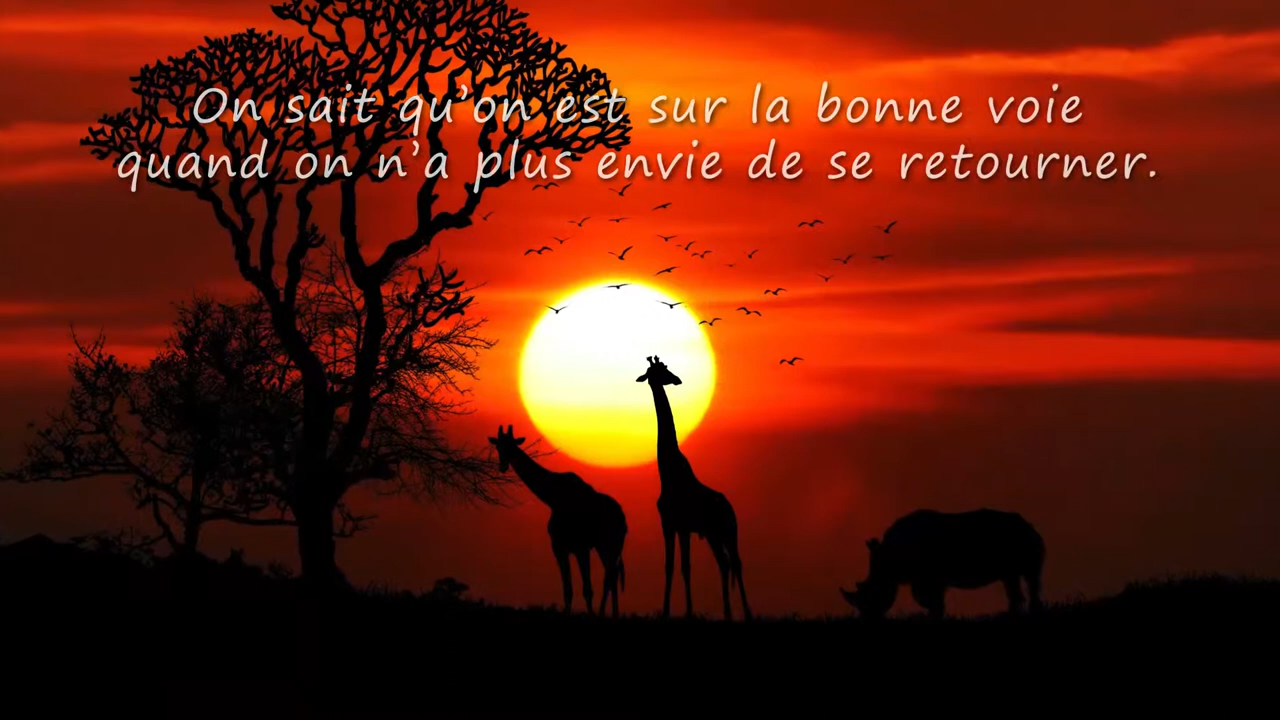 On sait qu’on est sur la bonne voie
quand on n’a plus envie de se retourner.